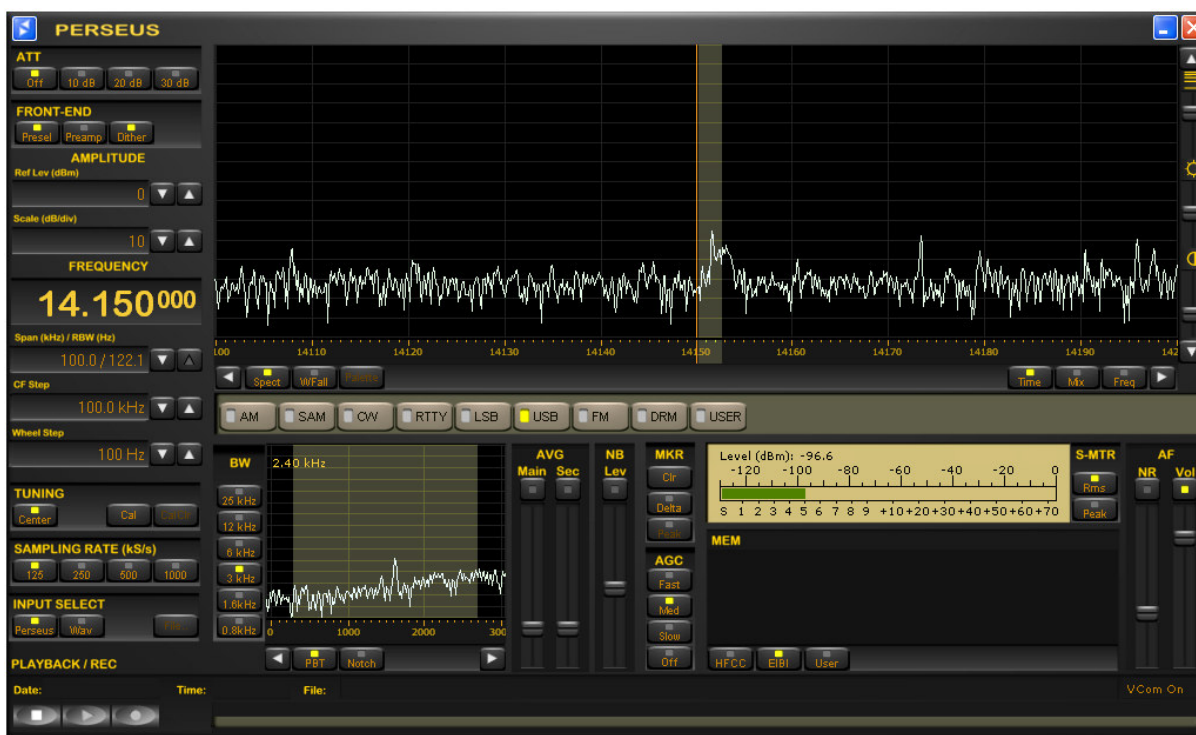 PERSEUS
ATT
Off 10 dB 20 dB 30 dB
FRONT-END
Presel Preamp Dither
AMPLITUDE
Ref Lev (dBm)
0
Scale (dB/div)
10
FREQUENCY
14.150000
Span (kHz) / RBW (Hz)
100.0 / 122.1
CF Step
100.0 kHz
Wheel Step
100 Hz
TUNING
Center Cal
SAMPLING RATE (kS/s)
125 250 500 1000
INPUT SELECT
Perseus Wav File
PLAYBACK / REC
Date: Time: File:
VCom On
100 14110 14120 14130 14140 14150 14160 14170 14180 14190 142
Spect WFall Palette
Time Mix Freq
AM SAM CW RTTY LSB USB FM DRM USER
BW
25 kHz
12 kHz
6 kHz
3 kHz
1.6kHz
0.8kHz
2.40 kHz
0 1000 2000 300
PBT Notch
AVG
Main Sec
NB
Lev
MKR
Clr
Delta
Peak
AGC
Fast
Med
Slow
Off
Level (dBm): -96.6
-120 -100 -80 -60 -40 -20 0
S 1 2 3 4 5 6 7 8 9 +10+20+30+40+50+60+70
S-MTR
Rms
Peak
AF
NR Vol
MEM
HFCC EIBI User